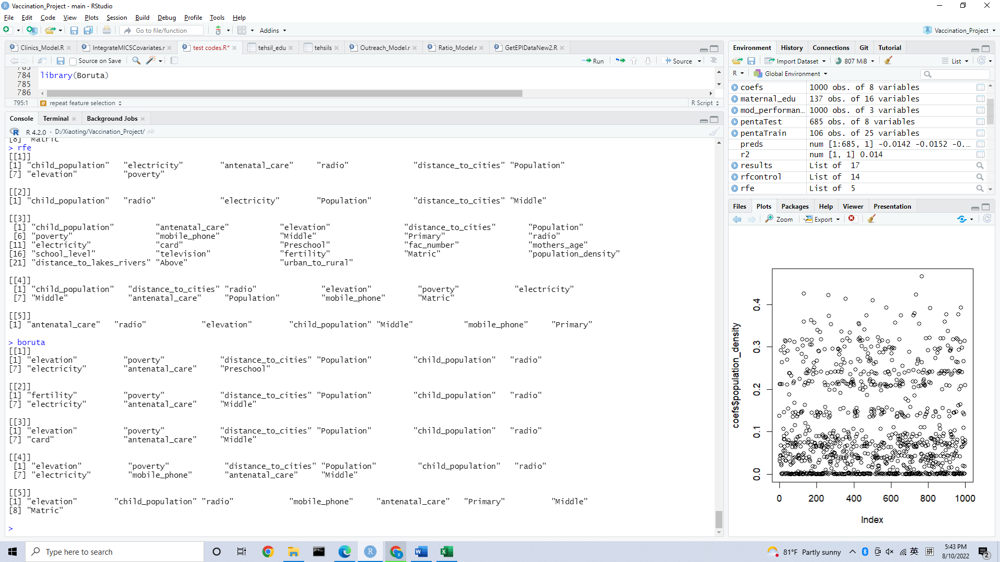 Vaccination_Project - main - RStudio
File Edit Code View Plots Session Build Debug Profile Tools Help
Go to file/function Addins Vaccination_Project
Clinics_Model.R IntegrateMICSCovariates.r test codes.R* tehsil_edu tehsils Outreach_Model.r Ratio_Model.r GetEPIDataNew2.R
Source on Save Run Source
783
784 library(Boruta)
785
786
795:1 # repeat feature selection R Script
Console Terminal Background Jobs
R 4.2.0 · D:/Xiaoting/Vaccination_Project/
[8] "Matric"
> rfe
[[1]]
[1] "child_population" "electricity" "antenatal_care" "radio" "distance_to_cities" "Population"
[7] "elevation" "poverty"
[[2]]
[1] "child_population" "radio" "electricity" "Population" "distance_to_cities" "Middle"
[[3]]
[1] "child_population" "antenatal_care" "elevation" "distance_to_cities" "Population"
[6] "poverty" "mobile_phone" "Middle" "Primary" "radio"
[11] "electricity" "card" "Preschool" "fac_number" "mothers_age"
[16] "school_level" "television" "fertility" "Matric" "population_density"
[21] "distance_to_lakes_rivers" "Above" "urban_to_rural"
[[4]]
[1] "child_population" "distance_to_cities" "radio" "elevation" "poverty" "electricity"
[7] "Middle" "antenatal_care" "Population" "mobile_phone" "Matric"
[[5]]
[1] "antenatal_care" "radio" "elevation" "child_population" "Middle" "mobile_phone" "Primary"
> boruta
[[1]]
[1] "elevation" "poverty" "distance_to_cities" "Population" "child_population" "radio"
[7] "electricity" "antenatal_care" "Preschool"
[[2]]
[1] "fertility" "poverty" "distance_to_cities" "Population" "child_population" "radio"
[7] "electricity" "antenatal_care" "Middle"
[[3]]
[1] "elevation" "poverty" "distance_to_cities" "Population" "child_population" "radio"
[7] "card" "antenatal_care" "Middle"
[[4]]
[1] "elevation" "poverty" "distance_to_cities" "Population" "child_population" "radio"
[7] "electricity" "mobile_phone" "antenatal_care" "Middle"
[[5]]
[1] "elevation" "child_population" "radio" "mobile_phone" "antenatal_care" "Primary" "Middle"
[8] "Matric"
>
Environment History Connections Git Tutorial
Import Dataset 807 MiB List
R Global Environment
coefs 1000 obs. of 8 variables
maternal_edu 137 obs. of 16 variables
mod_performan… 1000 obs. of 3 variables
pentaTest 685 obs. of 8 variables
pentaTrain 106 obs. of 25 variables
preds num [1:685, 1] -0.0142 -0.0152 -0.…
r2 num [1, 1] 0.014
results List of 17
rfcontrol List of 14
rfe List of 5
Files Plots Packages Help Viewer Presentation
Zoom Export
coefs$population_density
0.4
0.3
0.2
0.1
0.0
0 200 400 600 800 1000
Index
Type here to search
81°F Partly sunny 英 拼 5:43 PM
8/10/2022 2